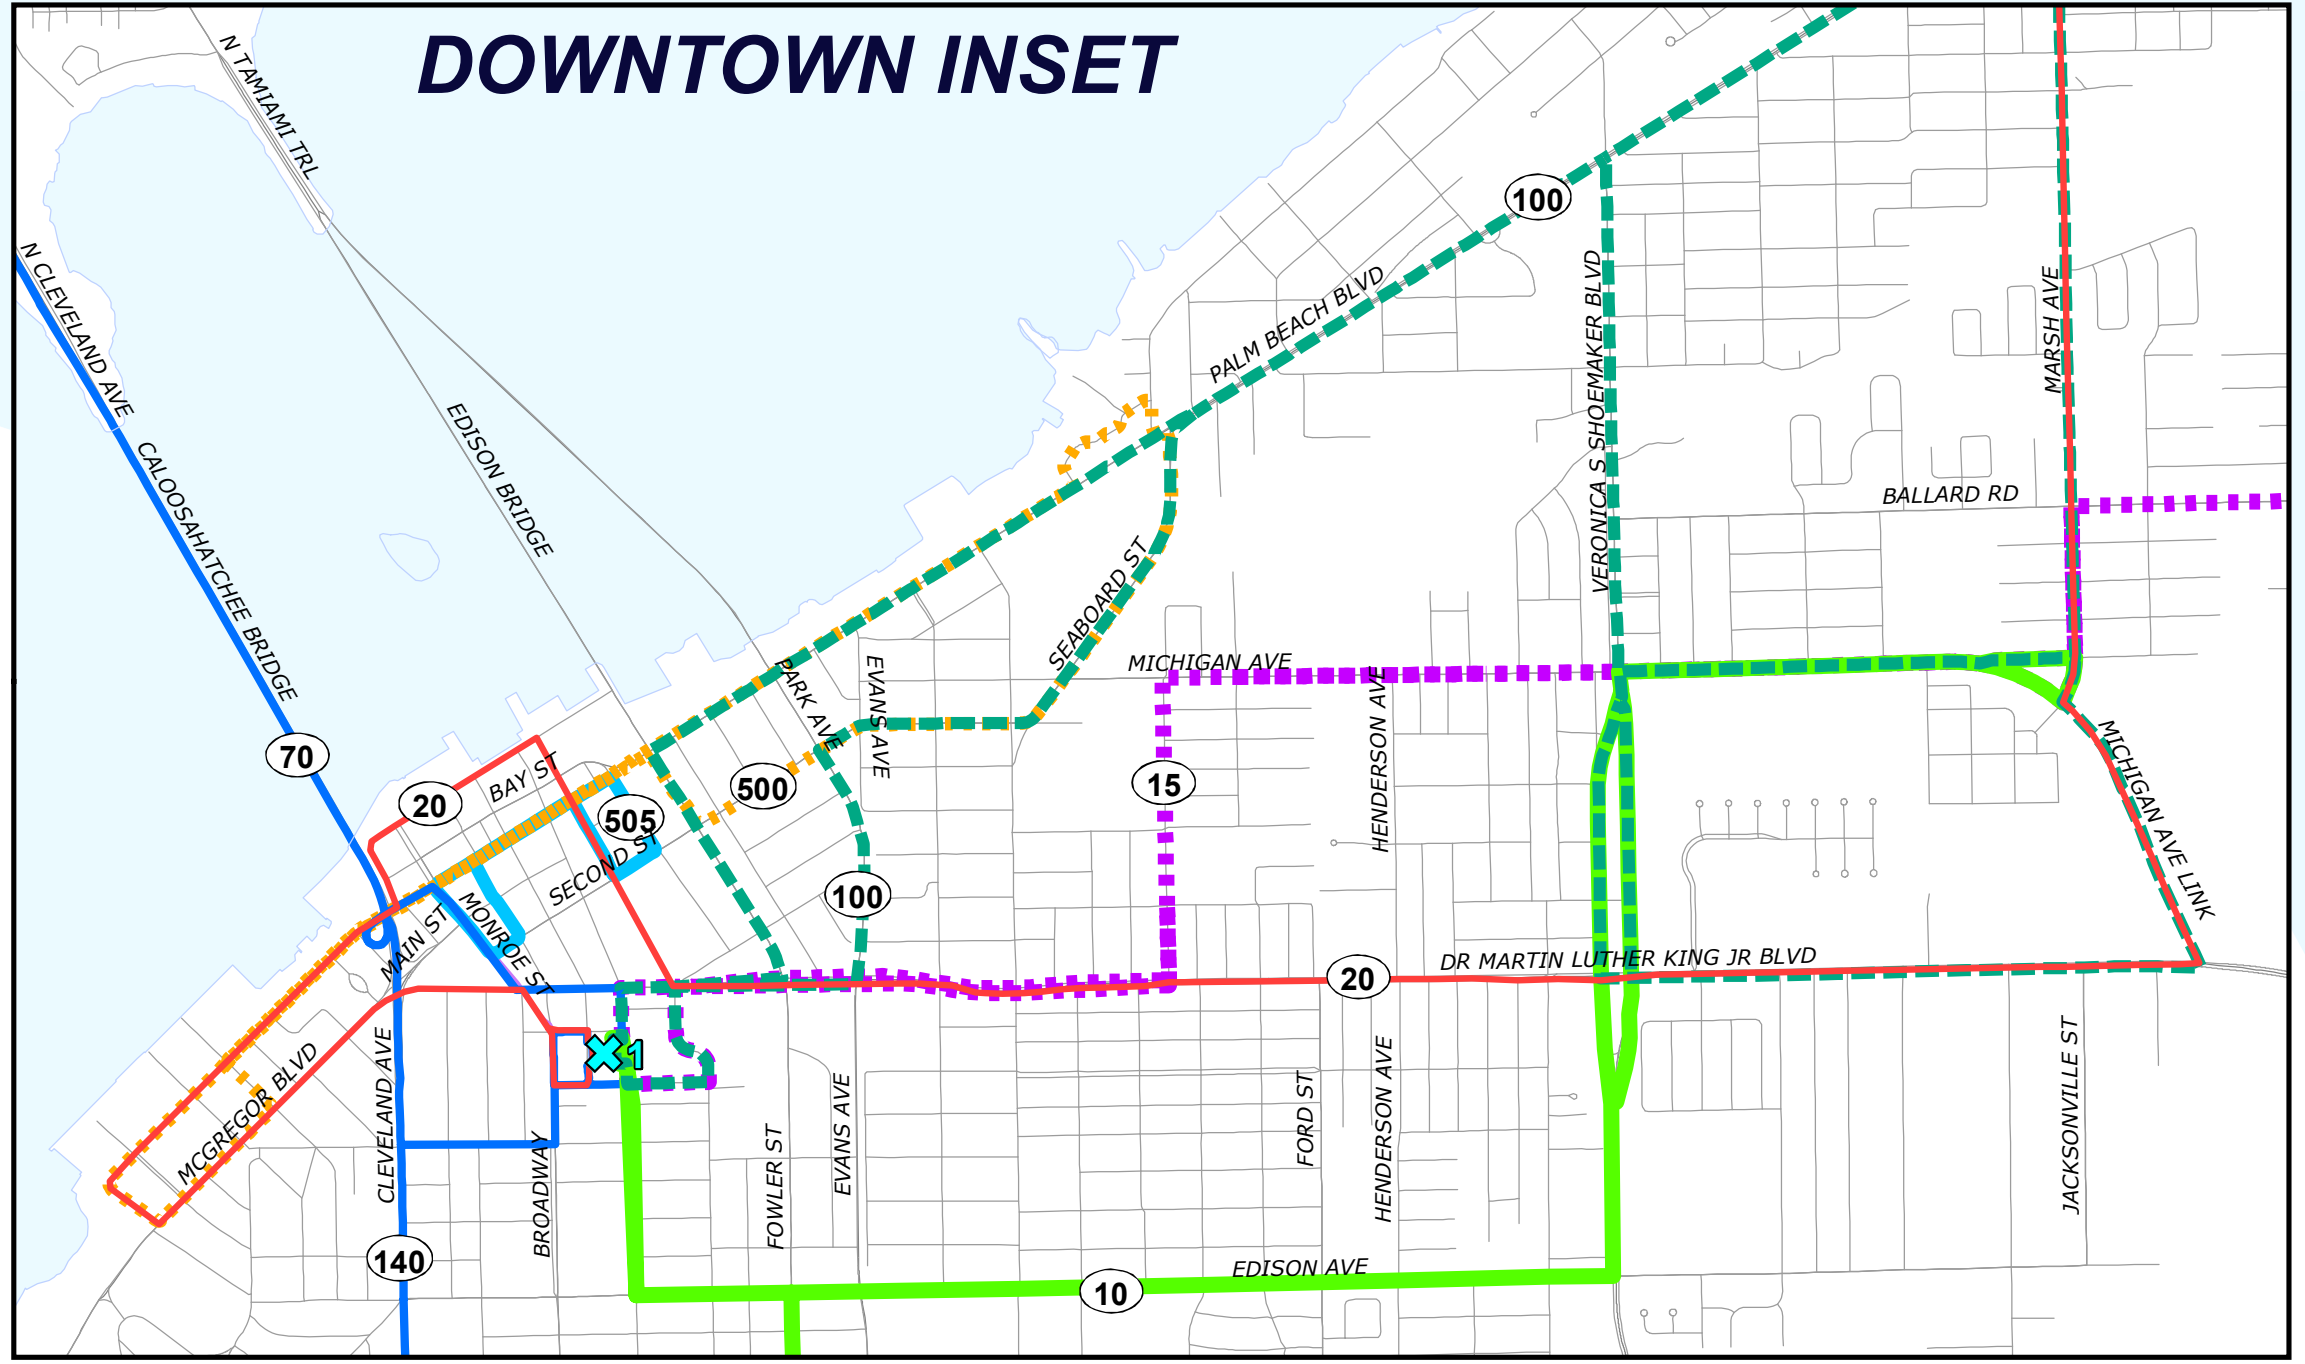 DOWNTOWN INSET
N TAMIAMI TRL
100
N CLEVELAND AVE
VERONICA S SHOEMAKER BLVD
MARSH AVE
PALM BEACH BLVD
EDISON BRIDGE
CALOOSAHATCHEE BRIDGE
BALLARD RD
SEABOARD ST
MICHIGAN AVE
PARK AVE
EVANS AVE
HENDERSON AVE
MICHIGAN AVE LINK
70
BAY ST
20
500
505
15
SECOND ST
100
MONROE ST
MAIN ST
DR MARTIN LUTHER KING JR BLVD
20
1
MCGREGOR BLVD
CLEVELAND AVE
BROADWAY
FOWLER ST
EVANS AVE
FORD ST
HENDERSON AVE
JACKSONVILLE ST
140
EDISON AVE
10